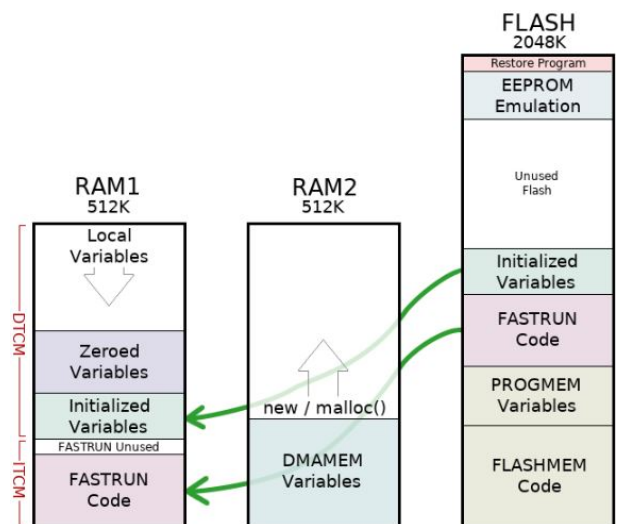 FLASH
2048K
Restore Program
EEPROM
Emulation
Unused
Flash
Initialized
Variables
FASTRUN
Code
PROGMEM
Variables
FLASHMEM
Code
RAM1
512K
Local
Variables
Zeroed
Variables
Initialized
Variables
FASTRUN Unused
FASTRUN
Code
DTCM
ITCM
RAM2
512K
new / malloc()
DMAMEM
Variables